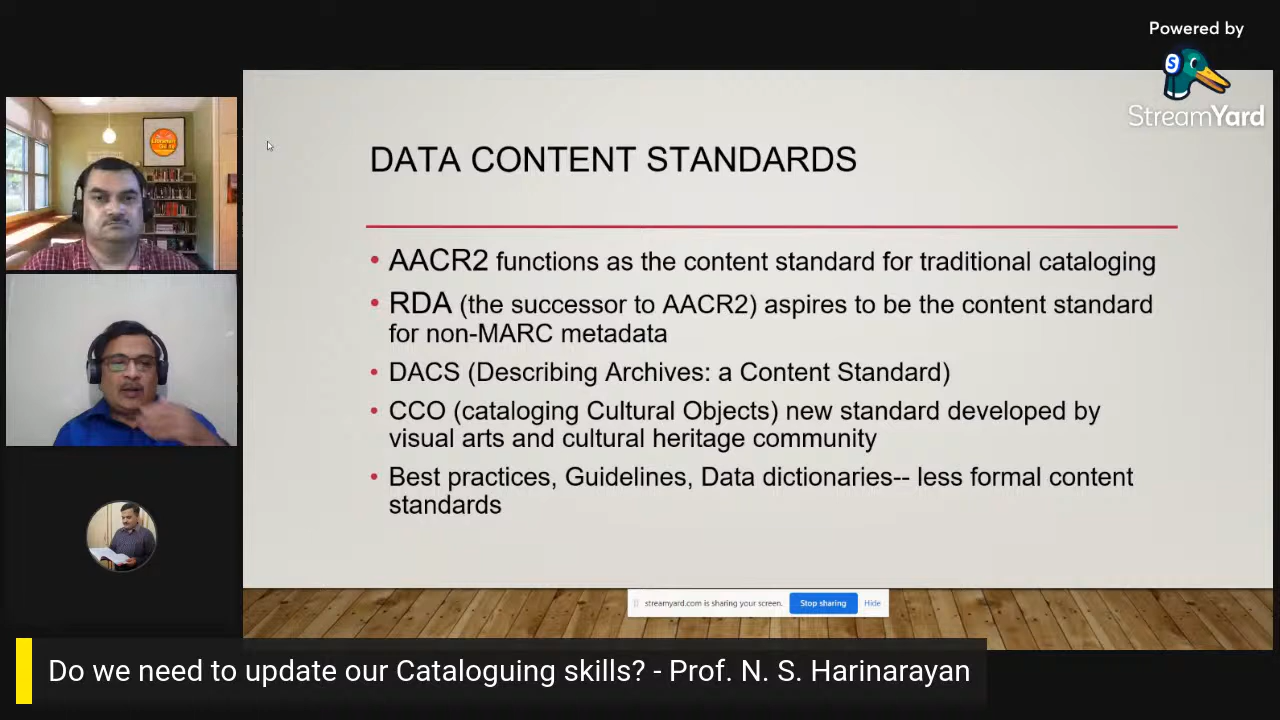 Powered by
StreamYard
DATA CONTENT STANDARDS
• AACR2 functions as the content standard for traditional cataloging
• RDA (the successor to AACR2) aspires to be the content standard
for non-MARC metadata
• DACS (Describing Archives: a Content Standard)
• CCO (cataloging Cultural Objects) new standard developed by
visual arts and cultural heritage community
• Best practices, Guidelines, Data dictionaries-- less formal content
standards
streamyard.com is sharing your screen. Stop sharing Hide
Do we need to update our Cataloguing skills? - Prof. N. S. Harinarayan